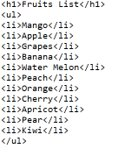 <h1>Fruits List</h1>
<ul>
<li>Mango</li>
<li>Apple</li>
<li>Grapes</li>
<li>Banana</li>
<li>Water Melon</li>
<li>Peach</li>
<li>Orange</li>
<li>Cherry</li>
<li>Apricot</li>
<li>Pear</li>
<li>Kiwi</li>
</ul>